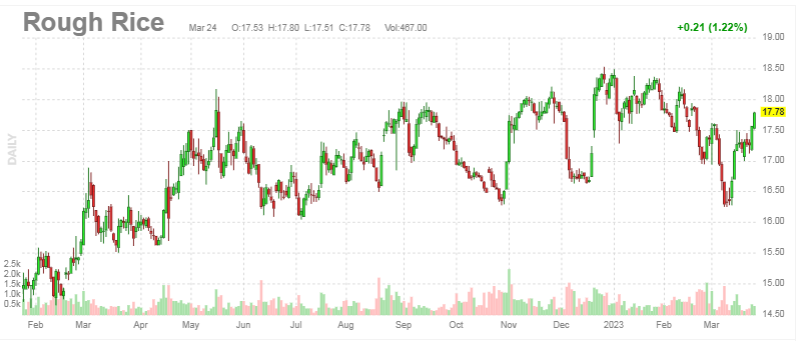 Rough Rice Mar 24 O:17.53 H:17.80 L:17.51 C:17.78 Vol:467.00 +0.21 (1.22%)
19.00
18.50
18.00
17.78
17.50
DAILY
17.00
16.50
16.00
15.50
2.5k
2.0k
15.00
1.5k
1.0k
0.5k
14.50
Feb Mar Apr May Jun Jul Aug Sep Oct Nov Dec 2023 Feb Mar